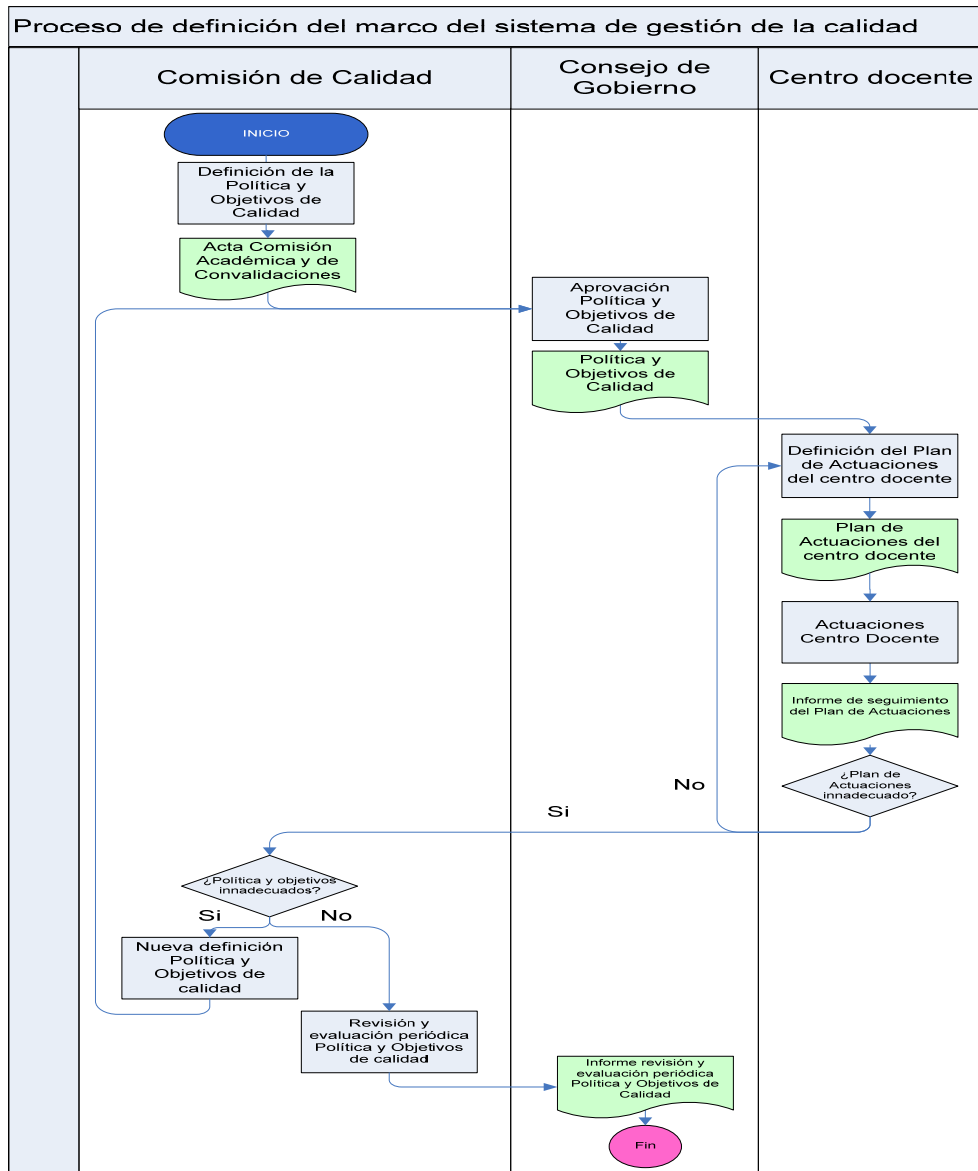 Proceso de definición del marco del sistema de gestión de la calidad
Comisión de Calidad
Consejo de
Gobierno
Centro docente
INICIO
Definición de la
Política y
Objetivos de
Calidad
Acta Comisión
Académica y de
Convalidaciones
Aprovación
Política y
Objetivos de
Calidad
Política y
Objetivos de
Calidad
Definición del Plan
de Actuaciones
del centro docente
Plan de
Actuaciones del
centro docente
Actuaciones
Centro Docente
Informe de seguimiento
del Plan de Actuaciones
¿Plan de
Actuaciones
innadecuado?
No
Si
¿Política y objetivos
innadecuados?
Si
No
Nueva definición
Política y
Objetivos de
calidad
Revisión y
evaluación periódica
Política y Objetivos
de calidad
Informe revisión y
evaluación periódica
Política y Objetivos de
Calidad
Fin